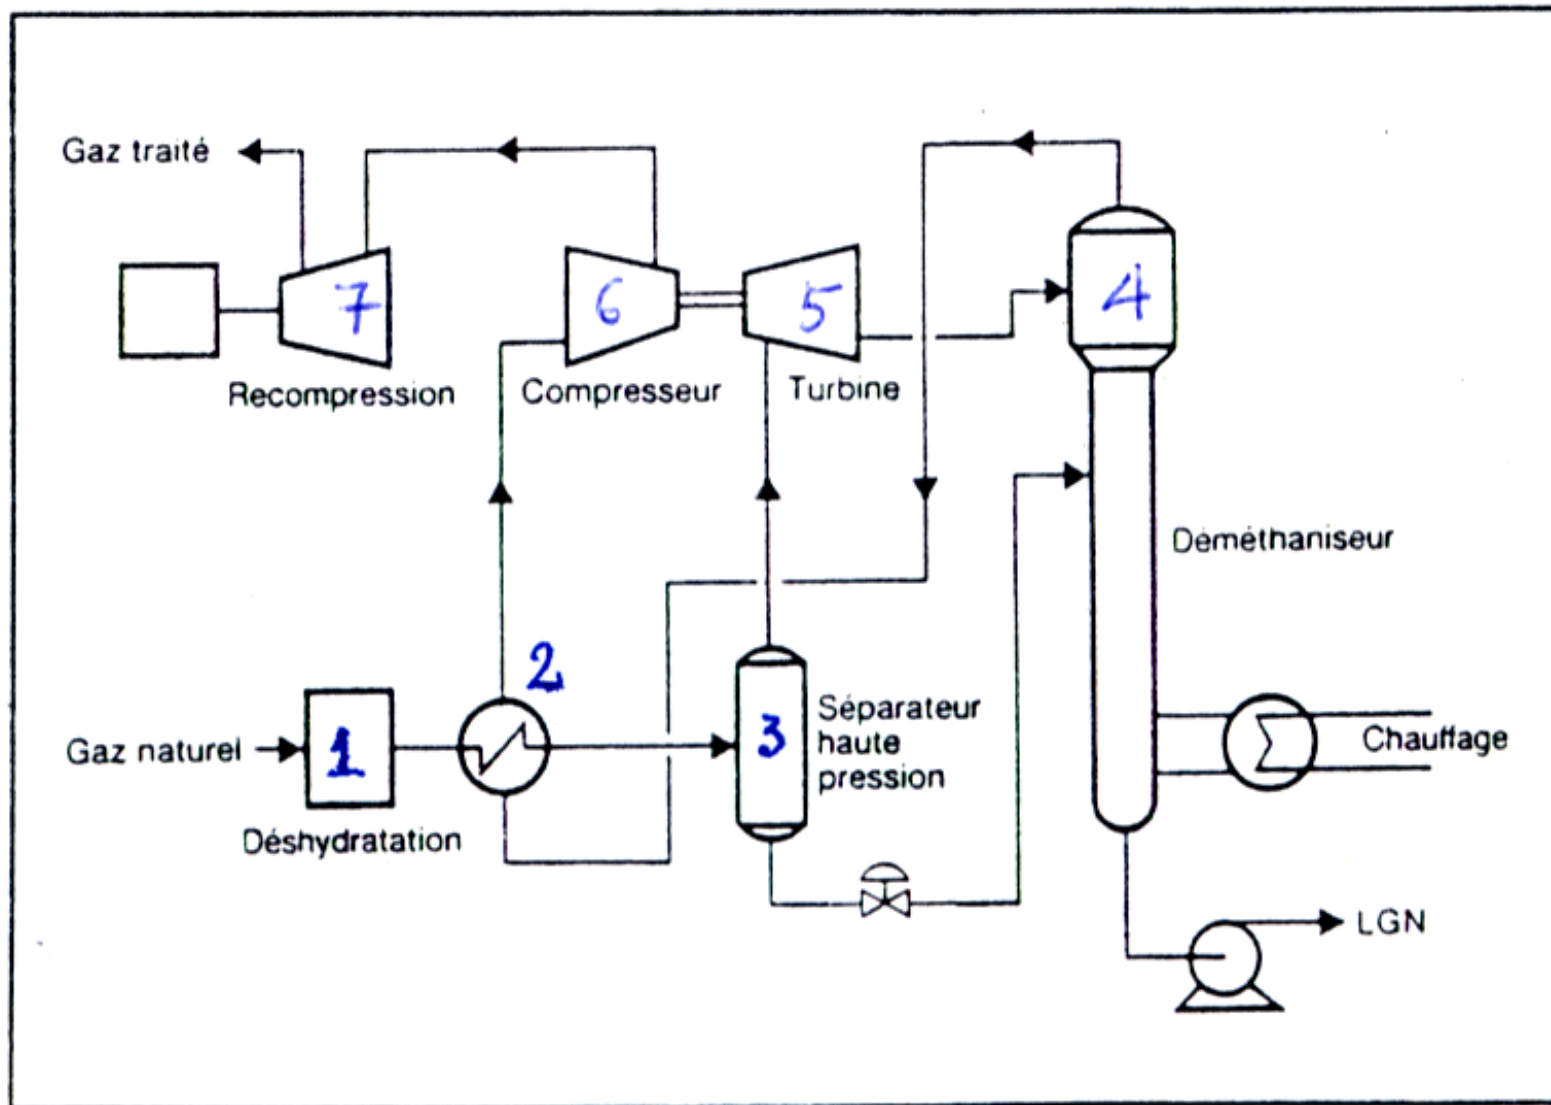 Gaz traité
7
6
5
4
Recompression
Compresseur
Turbine
Déméthaniseur
2
Gaz naturel
1
3
Séparateur
haute
pression
Chauffage
Déshydratation
LGN